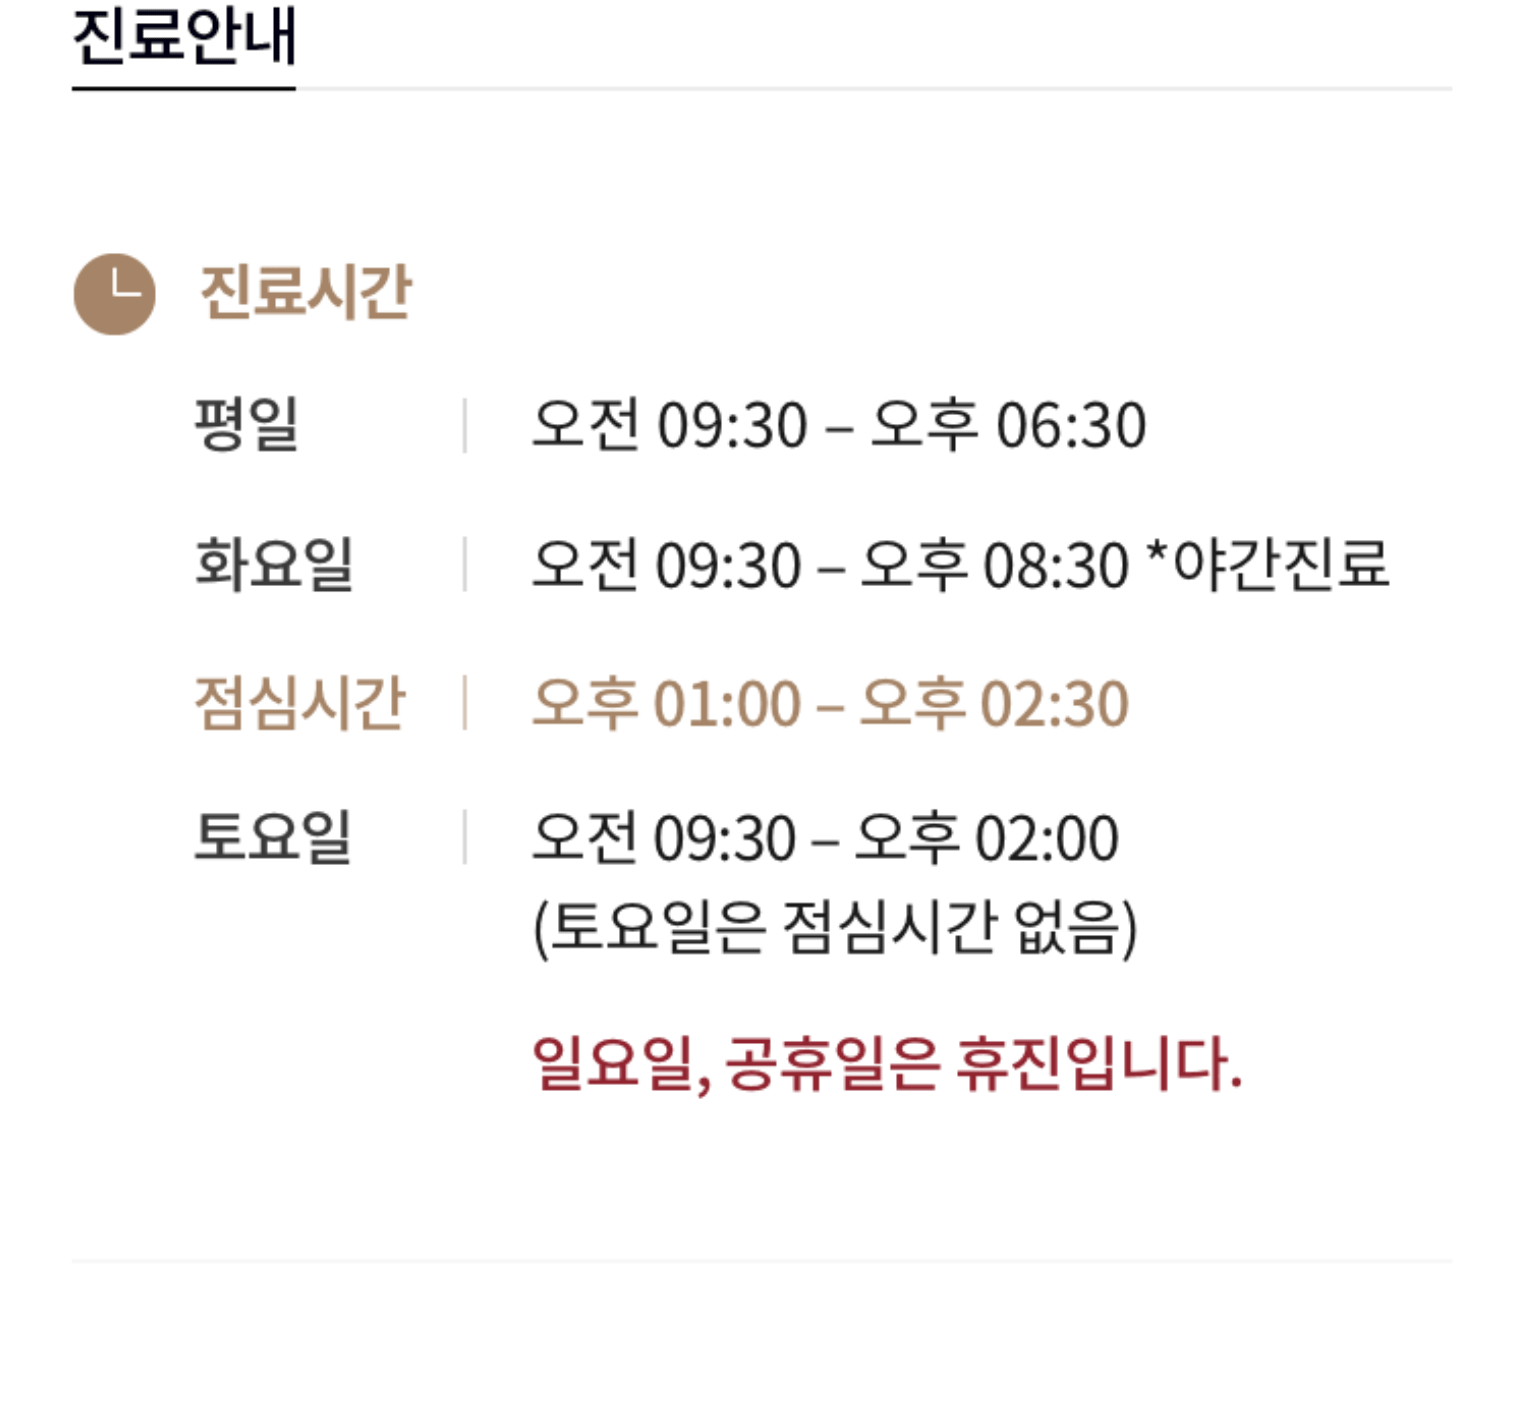 진료안내
진료시간
평일 | 오전 09:30 – 오후 06:30
화요일 | 오전 09:30 – 오후 08:30 *야간진료
점심시간 | 오후 01:00 – 오후 02:30
토요일 | 오전 09:30 – 오후 02:00
(토요일은 점심시간 없음)
일요일, 공휴일은 휴진입니다.